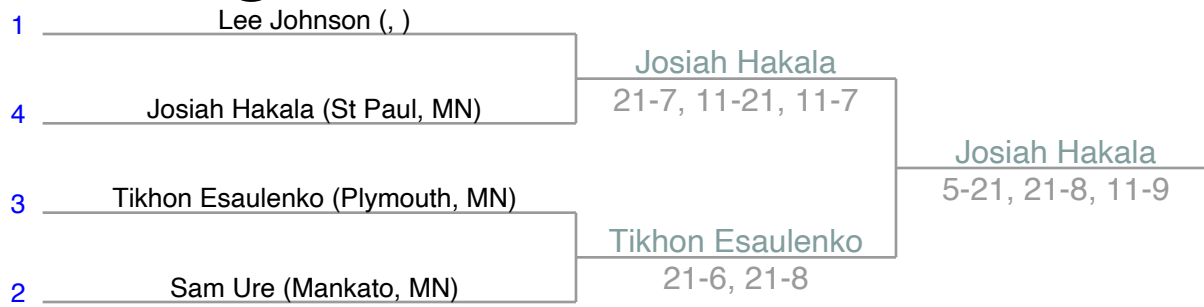 1 Lee Johnson (, )
Josiah Hakala
21-7, 11-21, 11-7
4 Josiah Hakala (St Paul, MN)
Josiah Hakala
5-21, 21-8, 11-9
3 Tikhon Esaulenko (Plymouth, MN)
Tikhon Esaulenko
21-6, 21-8
2 Sam Ure (Mankato, MN)